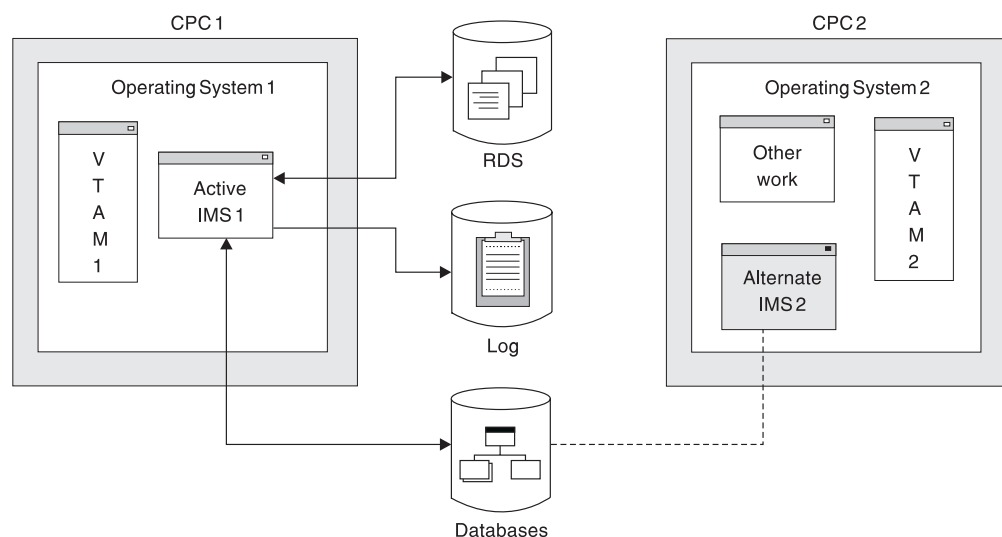 CPC 1
Operating System 1
V
T
A
M
1
Active
IMS 1
RDS
Log
Databases
CPC 2
Operating System 2
Other
work
Alternate
IMS 2
V
T
A
M
2